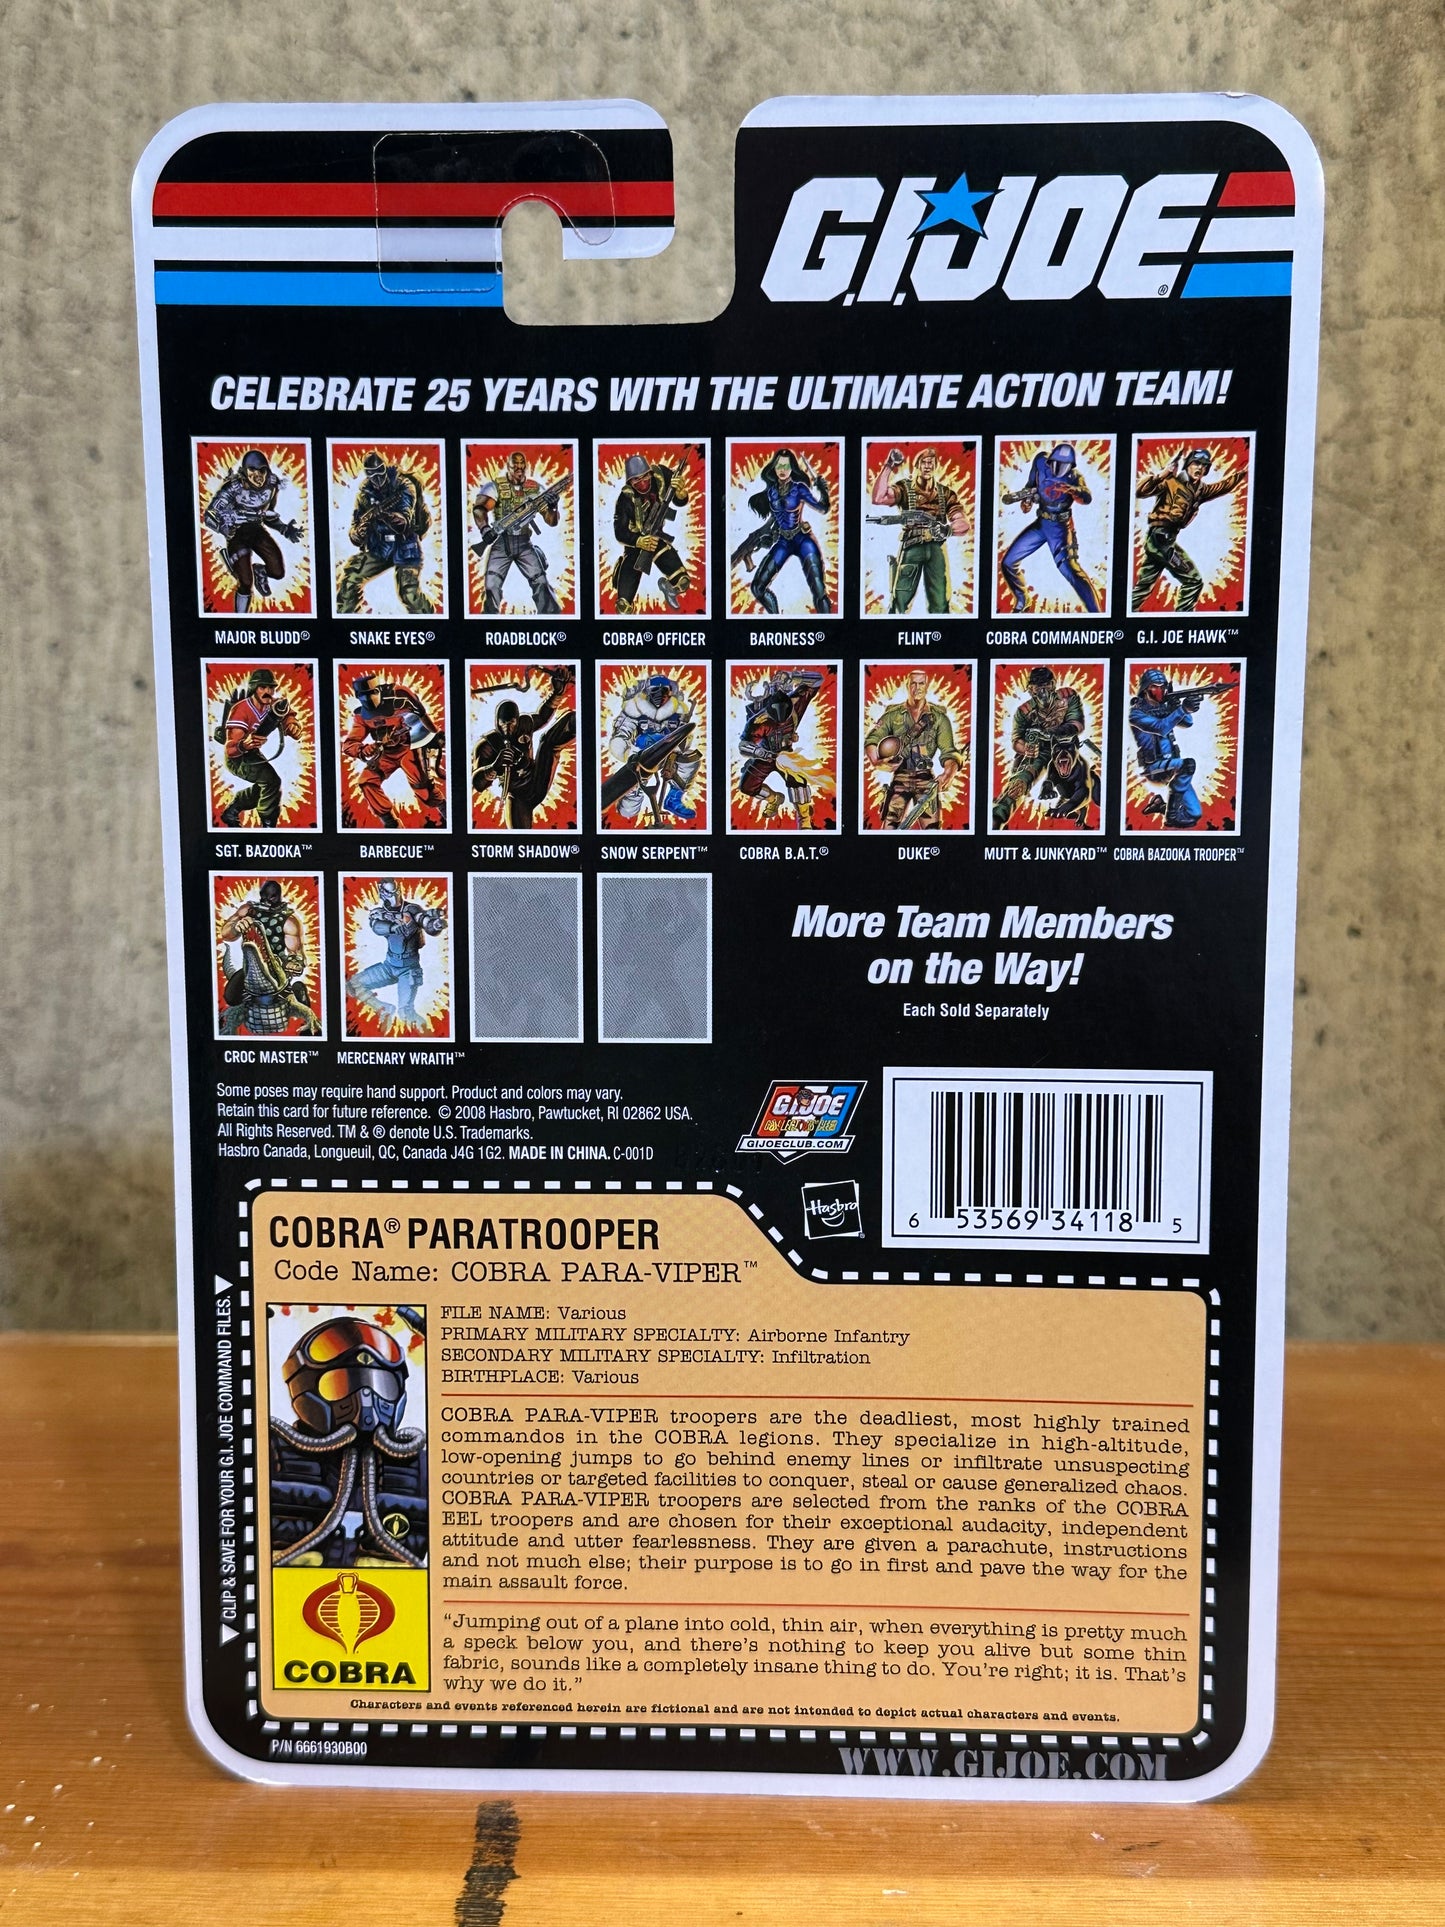 G.I.JOE®
CELEBRATE 25 YEARS WITH THE ULTIMATE ACTION TEAM!
MAJOR BLUDD® SNAKE EYES® ROADBLOCK® COBRA® OFFICER BARONESS® FLINT® COBRA COMMANDER® G.I. JOE HAWK™
SGT. BAZOOKA™ BARBECUE™ STORM SHADOW® SNOW SERPENT™ COBRA B.A.T.® DUKE® MUTT & JUNKYARD™ COBRA BAZOOKA TROOPER™
CROC MASTER™ MERCENARY WRAITH™
More Team Members
on the Way!
Each Sold Separately
Some poses may require hand support. Product and colors may vary.
Retain this card for future reference. © 2008 Hasbro, Pawtucket, RI 02862 USA.
All Rights Reserved. TM & ® denote U.S. Trademarks.
Hasbro Canada, Longueuil, QC, Canada J4G 1G2. MADE IN CHINA. C-001D
G.I.JOE
GIJOECLUB.COM
Hasbro
6 53569 34118 5
COBRA® PARATROOPER
Code Name: COBRA PARA-VIPER™
FILE NAME: Various
PRIMARY MILITARY SPECIALTY: Airborne Infantry
SECONDARY MILITARY SPECIALTY: Infiltration
BIRTHPLACE: Various
COBRA PARA-VIPER troopers are the deadliest, most highly trained
commandos in the COBRA legions. They specialize in high-altitude,
low-opening jumps to go behind enemy lines or infiltrate unsuspecting
countries or targeted facilities to conquer, steal or cause generalized chaos.
COBRA PARA-VIPER troopers are selected from the ranks of the COBRA
EEL troopers and are chosen for their exceptional audacity, independent
attitude and utter fearlessness. They are given a parachute, instructions
and not much else; their purpose is to go in first and pave the way for the
main assault force.
"Jumping out of a plane into cold, thin air, when everything is pretty much
a speck below you, and there's nothing to keep you alive but some thin
fabric, sounds like a completely insane thing to do. You're right; it is. That's
why we do it."
COBRA
Characters and events referenced herein are fictional and are not intended to depict actual characters and events.
CLIP & SAVE FOR YOUR G.I. JOE COMMAND FILES.
P/N 6661930B00
WWW.GIJOE.COM